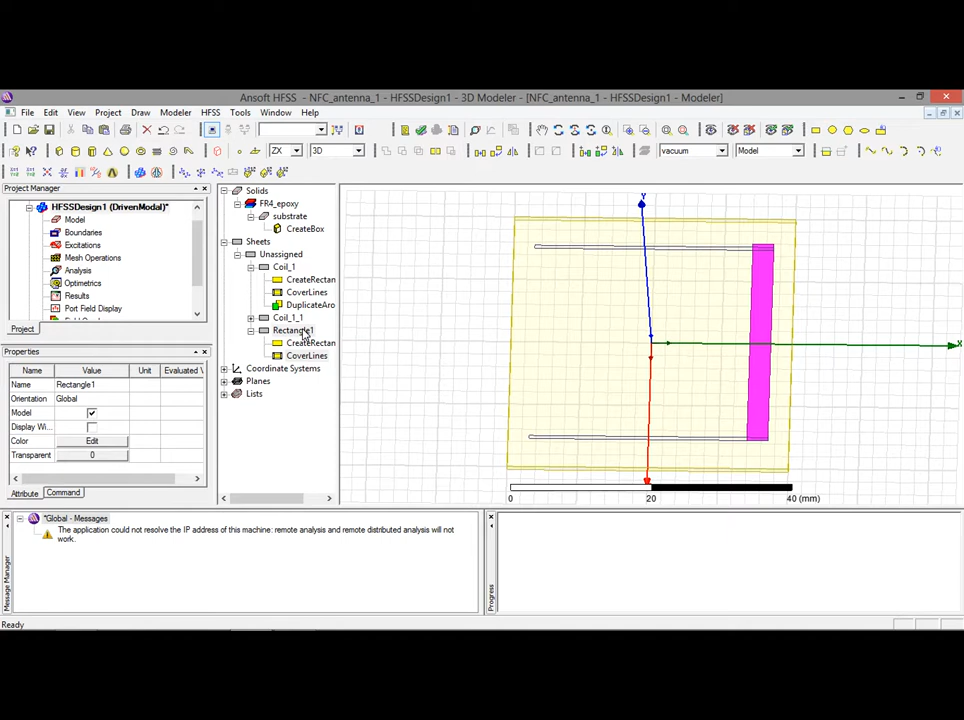 Ansoft HFSS - NFC_antenna_1 - HFSSDesign1 - 3D Modeler - [NFC_antenna_1 - HFSSDesign1 - Modeler]
File Edit View Project Draw Modeler HFSS Tools Window Help
ZX 3D vacuum Model
Project Manager
HFSSDesign1 (DrivenModal)*
Model
Boundaries
Excitations
Mesh Operations
Analysis
Optimetrics
Results
Port Field Display
Project
Properties
Name Value Unit Evaluated V
Name Rectangle1
Orientation Global
Model
Display Wi...
Color Edit
Transparent 0
Attribute Command
Solids
FR4_epoxy
substrate
CreateBox
Sheets
Unassigned
Coil_1
CreateRectan
CoverLines
DuplicateAro
Coil_1_1
Rectangle1
CreateRectan
CoverLines
Coordinate Systems
Planes
Lists
Y
X
0 20 40 (mm)
Message Manager
*Global - Messages
The application could not resolve the IP address of this machine: remote analysis and remote distributed analysis will not
work.
Progress
Ready